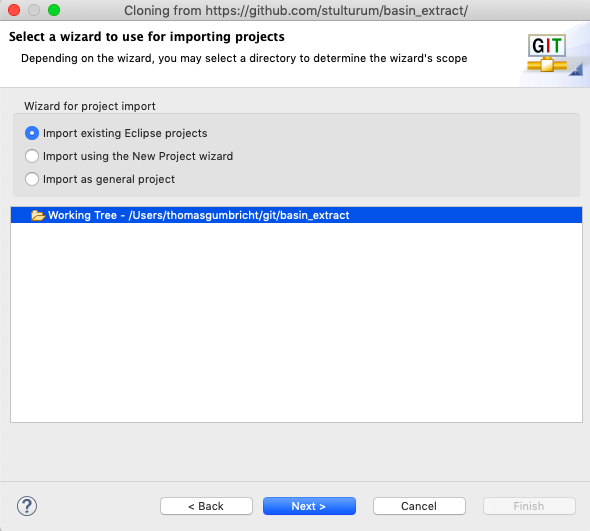 Cloning from https://github.com/stulturum/basin_extract/
Select a wizard to use for importing projects
Depending on the wizard, you may select a directory to determine the wizard's scope
GIT
Wizard for project import
Import existing Eclipse projects
Import using the New Project wizard
Import as general project
Working Tree - /Users/thomasgumbricht/git/basin_extract
?
< Back
Next >
Cancel
Finish